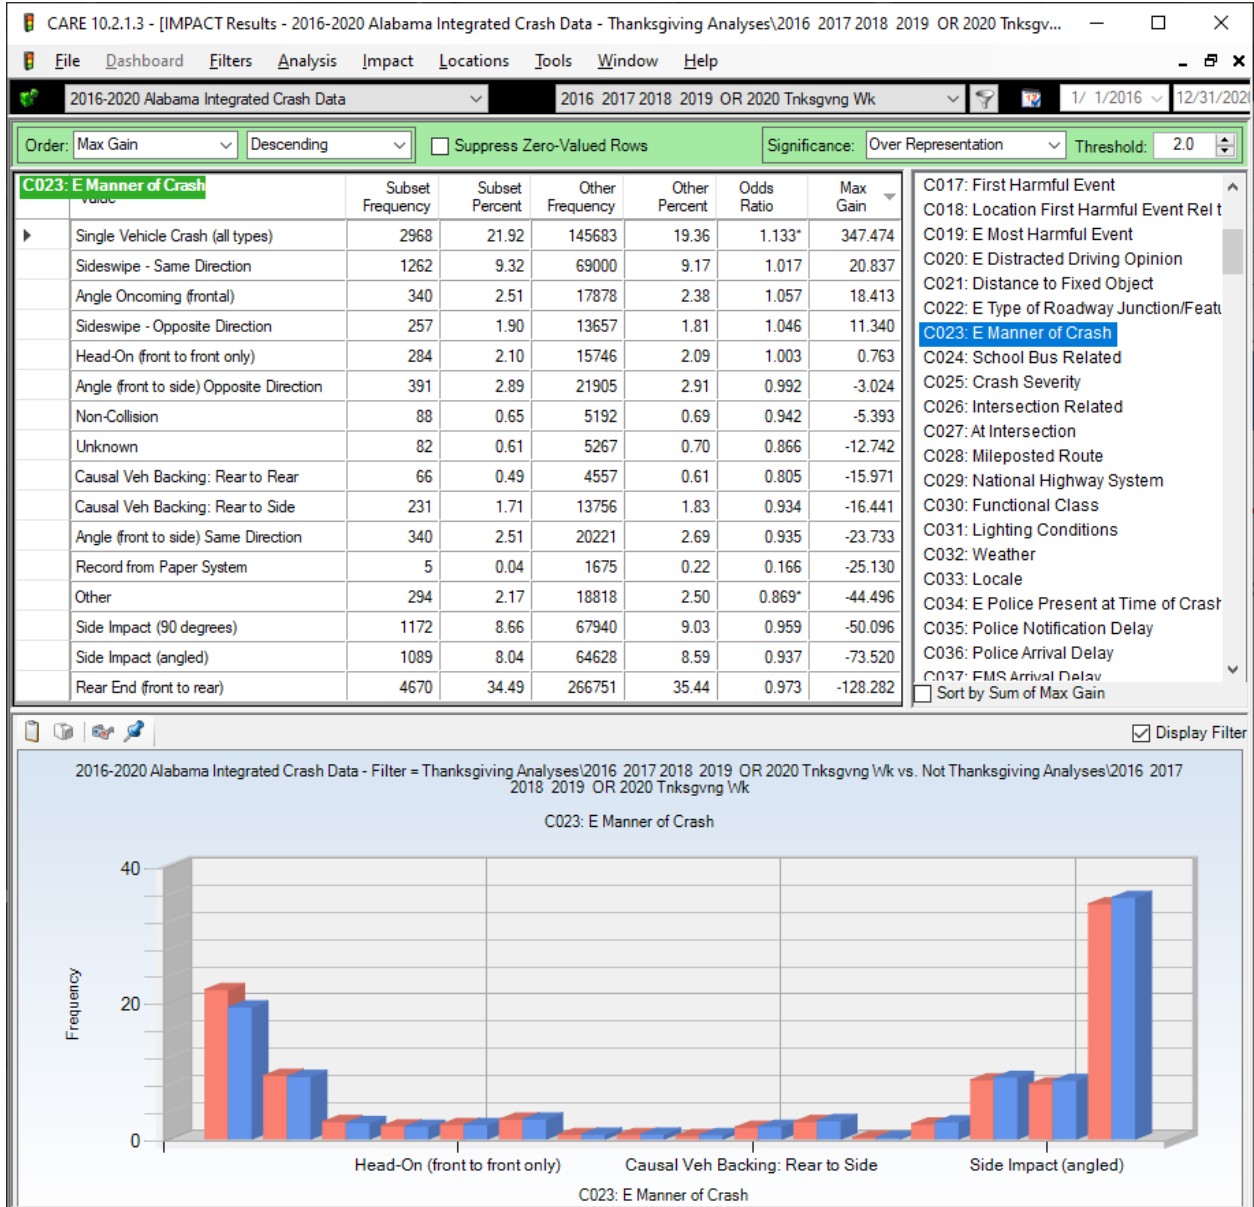 CARE 10.2.1.3 - [IMPACT Results - 2016-2020 Alabama Integrated Crash Data - Thanksgiving Analyses\2016 2017 2018 2019 OR 2020 Tnksgv...
File Dashboard Filters Analysis Impact Locations Tools Window Help
2016-2020 Alabama Integrated Crash Data 2016 2017 2018 2019 OR 2020 Tnksgvng Wk 1/ 1/2016 12/31/202
Order: Max Gain Descending Suppress Zero-Valued Rows Significance: Over Representation Threshold: 2.0
C023: E Manner of Crash
Subset Frequency Subset Percent Other Frequency Other Percent Odds Ratio Max Gain
Single Vehicle Crash (all types) 2968 21.92 145683 19.36 1.133* 347.474
Sideswipe - Same Direction 1262 9.32 69000 9.17 1.017 20.837
Angle Oncoming (frontal) 340 2.51 17878 2.38 1.057 18.413
Sideswipe - Opposite Direction 257 1.90 13657 1.81 1.046 11.340
Head-On (front to front only) 284 2.10 15746 2.09 1.003 0.763
Angle (front to side) Opposite Direction 391 2.89 21905 2.91 0.992 -3.024
Non-Collision 88 0.65 5192 0.69 0.942 -5.393
Unknown 82 0.61 5267 0.70 0.866 -12.742
Causal Veh Backing: Rear to Rear 66 0.49 4557 0.61 0.805 -15.971
Causal Veh Backing: Rear to Side 231 1.71 13756 1.83 0.934 -16.441
Angle (front to side) Same Direction 340 2.51 20221 2.69 0.935 -23.733
Record from Paper System 5 0.04 1675 0.22 0.166 -25.130
Other 294 2.17 18818 2.50 0.869* -44.496
Side Impact (90 degrees) 1172 8.66 67940 9.03 0.959 -50.096
Side Impact (angled) 1089 8.04 64628 8.59 0.937 -73.520
Rear End (front to rear) 4670 34.49 266751 35.44 0.973 -128.282
C017: First Harmful Event
C018: Location First Harmful Event Rel t
C019: E Most Harmful Event
C020: E Distracted Driving Opinion
C021: Distance to Fixed Object
C022: E Type of Roadway Junction/Featu
C023: E Manner of Crash
C024: School Bus Related
C025: Crash Severity
C026: Intersection Related
C027: At Intersection
C028: Mileposted Route
C029: National Highway System
C030: Functional Class
C031: Lighting Conditions
C032: Weather
C033: Locale
C034: E Police Present at Time of Crash
C035: Police Notification Delay
C036: Police Arrival Delay
C037: EMS Arrival Delay
Sort by Sum of Max Gain
Display Filter
2016-2020 Alabama Integrated Crash Data - Filter = Thanksgiving Analyses\2016 2017 2018 2019 OR 2020 Tnksgvng Wk vs. Not Thanksgiving Analyses\2016 2017
2018 2019 OR 2020 Tnksgvng Wk
C023: E Manner of Crash
40
20
0
Frequency
Head-On (front to front only) Causal Veh Backing: Rear to Side Side Impact (angled)
C023: E Manner of Crash